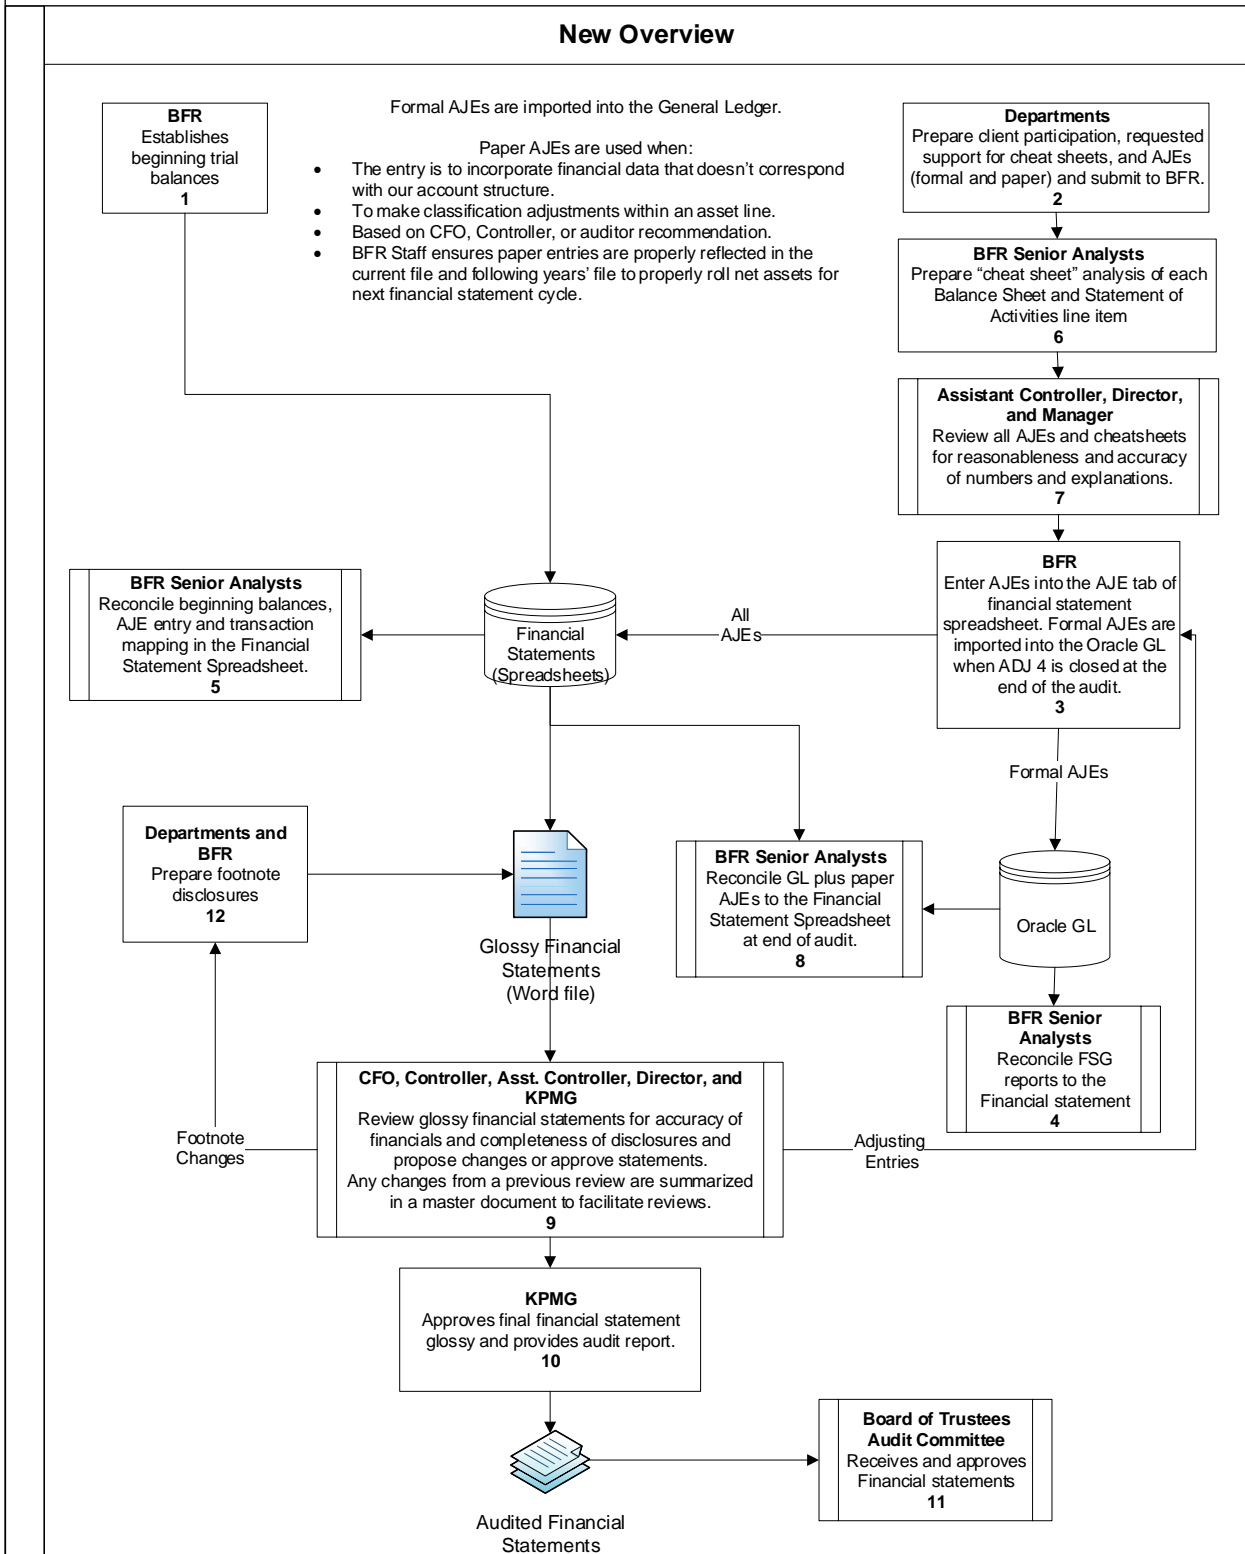 New Overview
BFR
Establishes
beginning trial
balances
1
Formal AJEs are imported into the General Ledger.
Paper AJEs are used when:
• The entry is to incorporate financial data that doesn't correspond
with our account structure.
• To make classification adjustments within an asset line.
• Based on CFO, Controller, or auditor recommendation.
• BFR Staff ensures paper entries are properly reflected in the
current file and following years' file to properly roll net assets for
next financial statement cycle.
Departments
Prepare client participation, requested
support for cheat sheets, and AJEs
(formal and paper) and submit to BFR.
2
BFR Senior Analysts
Prepare “cheat sheet” analysis of each
Balance Sheet and Statement of
Activities line item
6
Assistant Controller, Director,
and Manager
Review all AJEs and cheatsheets
for reasonableness and accuracy
of numbers and explanations.
7
BFR
Enter AJEs into the AJE tab of
financial statement
spreadsheet. Formal AJEs are
imported into the Oracle GL
when ADJ 4 is closed at the
end of the audit.
3
All
AJEs
Financial
Statements
(Spreadsheets)
BFR Senior Analysts
Reconcile beginning balances,
AJE entry and transaction
mapping in the Financial
Statement Spreadsheet.
5
Formal AJEs
Departments and
BFR
Prepare footnote
disclosures
12
Glossy Financial
Statements
(Word file)
BFR Senior Analysts
Reconcile GL plus paper
AJEs to the Financial
Statement Spreadsheet
at end of audit.
8
Oracle GL
BFR Senior
Analysts
Reconcile FSG
reports to the
Financial statement
4
Footnote
Changes
CFO, Controller, Asst. Controller, Director, and
KPMG
Review glossy financial statements for accuracy of
financials and completeness of disclosures and
propose changes or approve statements.
Any changes from a previous review are summarized
in a master document to facilitate reviews.
9
Adjusting
Entries
KPMG
Approves final financial statement
glossy and provides audit report.
10
Audited Financial
Statements
Board of Trustees
Audit Committee
Receives and approves
Financial statements
11